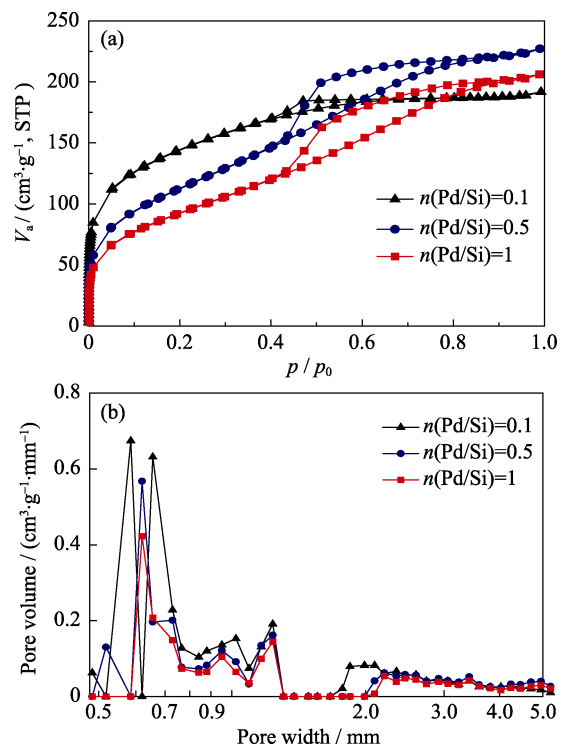 (a)
250
200
150
100
50
0
Va / (cm³·g⁻¹, STP)
n(Pd/Si)=0.1
n(Pd/Si)=0.5
n(Pd/Si)=1
0 0.2 0.4 0.6 0.8 1.0
p / p₀
(b)
0.8
0.6
0.4
0.2
0
Pore volume / (cm³·g⁻¹·mm⁻¹)
n(Pd/Si)=0.1
n(Pd/Si)=0.5
n(Pd/Si)=1
0.5 0.7 0.9 2.0 3.0 4.0 5.0
Pore width / mm